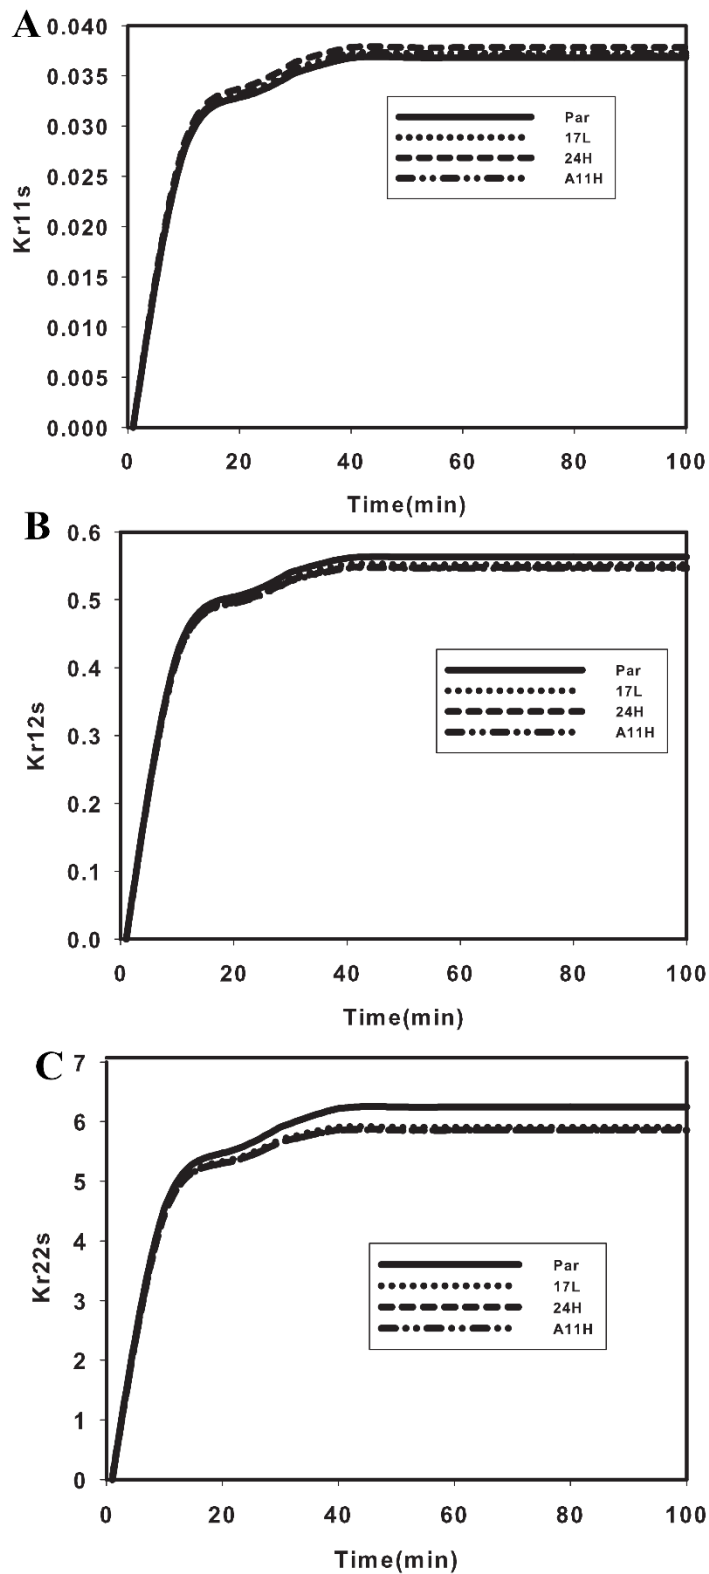 A
0.040
0.035
0.030
0.025
0.020
0.015
0.010
0.005
0.000
Kr11s
Par
17L
24H
A11H
0 20 40 60 80 100
Time(min)
B
0.6
0.5
0.4
0.3
0.2
0.1
0.0
Kr12s
Par
17L
24H
A11H
0 20 40 60 80 100
Time(min)
C
7
6
5
4
3
2
1
0
Kr22s
Par
17L
24H
A11H
0 20 40 60 80 100
Time(min)